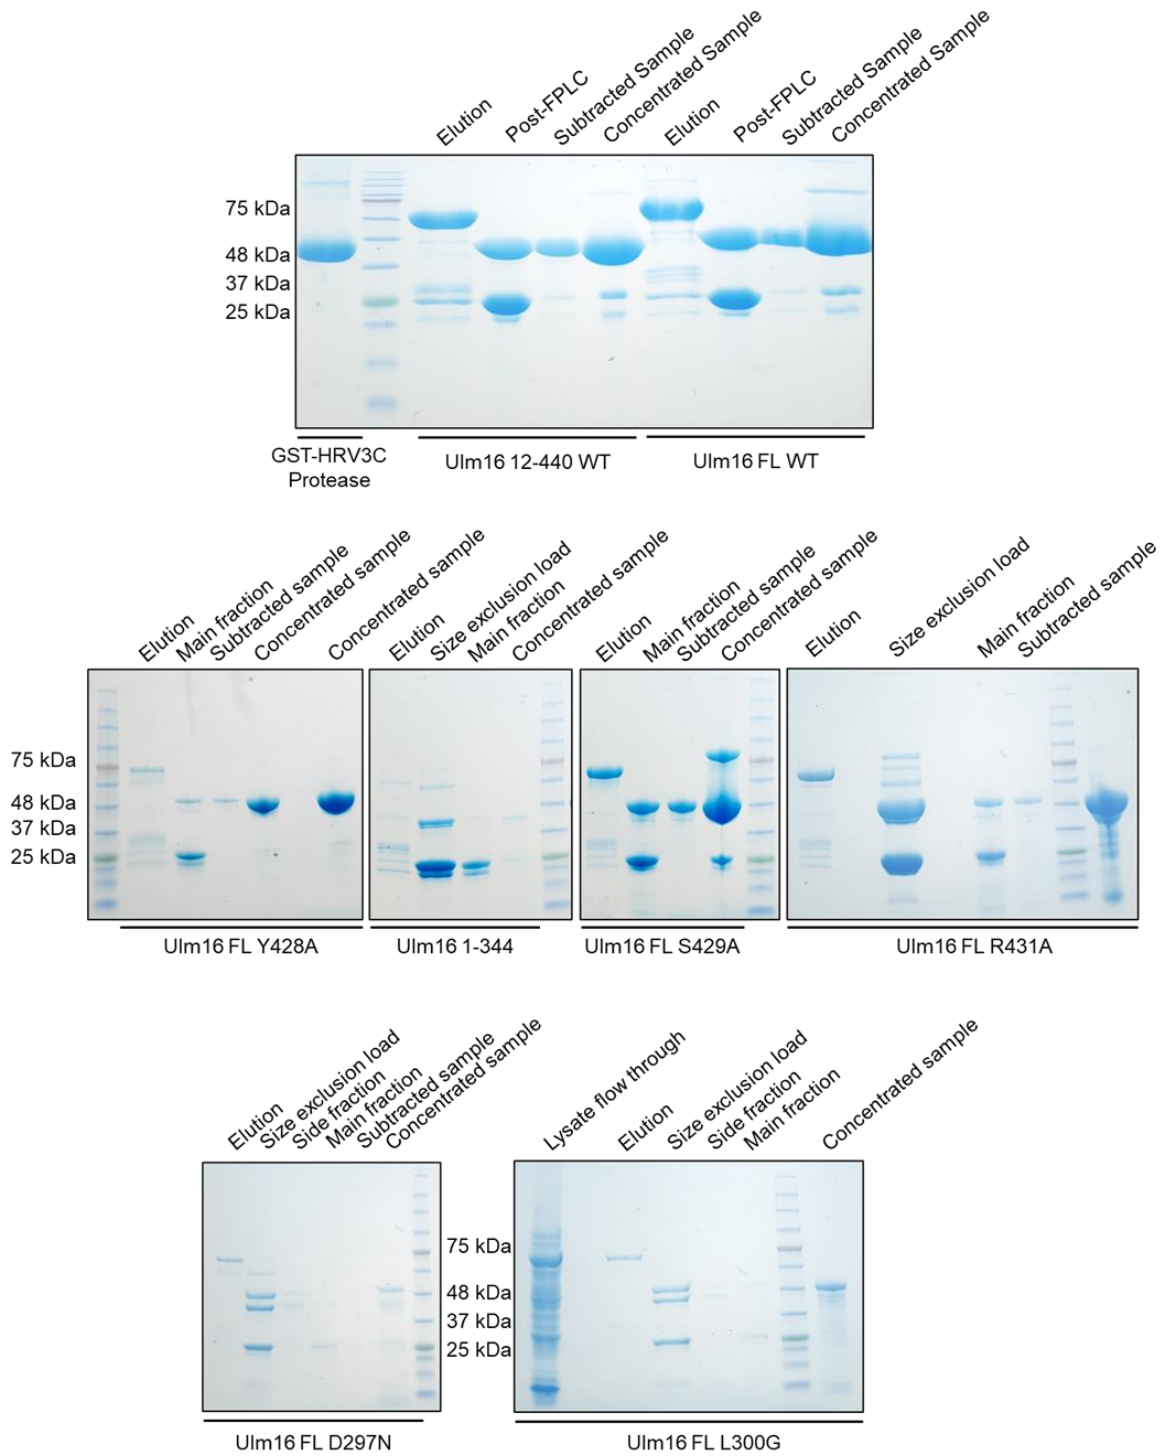 Elution
Post-FPLC
Subtracted Sample
Concentrated Sample
Elution
Post-FPLC
Subtracted Sample
Concentrated Sample
75 kDa
48 kDa
37 kDa
25 kDa
GST-HRV3C
Protease
Ulm16 12-440 WT
Ulm16 FL WT
Elution
Main fraction
Subtracted sample
Concentrated sample
Concentrated sample
Elution
Size exclusion load
Main fraction
Concentrated sample
Elution
Main fraction
Subtracted sample
Concentrated sample
Elution
Size exclusion load
Main fraction
Subtracted sample
75 kDa
48 kDa
37 kDa
25 kDa
Ulm16 FL Y428A
Ulm16 1-344
Ulm16 FL S429A
Ulm16 FL R431A
Elution
Size exclusion load
Side fraction
Main fraction
Subtracted sample
Concentrated sample
Lysate flow through
Elution
Size exclusion load
Side fraction
Main fraction
Concentrated sample
75 kDa
48 kDa
37 kDa
25 kDa
Ulm16 FL D297N
Ulm16 FL L300G